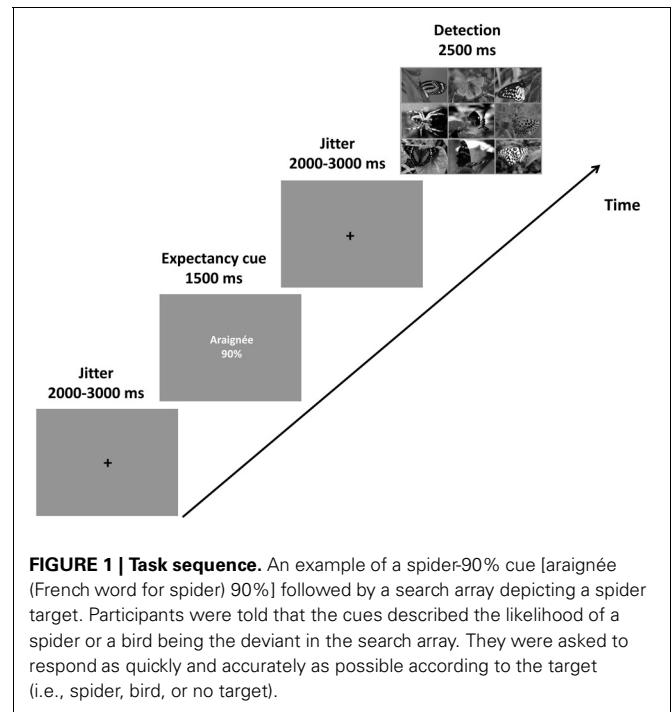 Detection
2500 ms
Jitter
2000-3000 ms
+
Time
Expectancy cue
1500 ms
Araignée
90%
Jitter
2000-3000 ms
+
FIGURE 1 | Task sequence. An example of a spider-90% cue [araignée
(French word for spider) 90%] followed by a search array depicting a spider
target. Participants were told that the cues described the likelihood of a
spider or a bird being the deviant in the search array. They were asked to
respond as quickly and accurately as possible according to the target
(i.e., spider, bird, or no target).